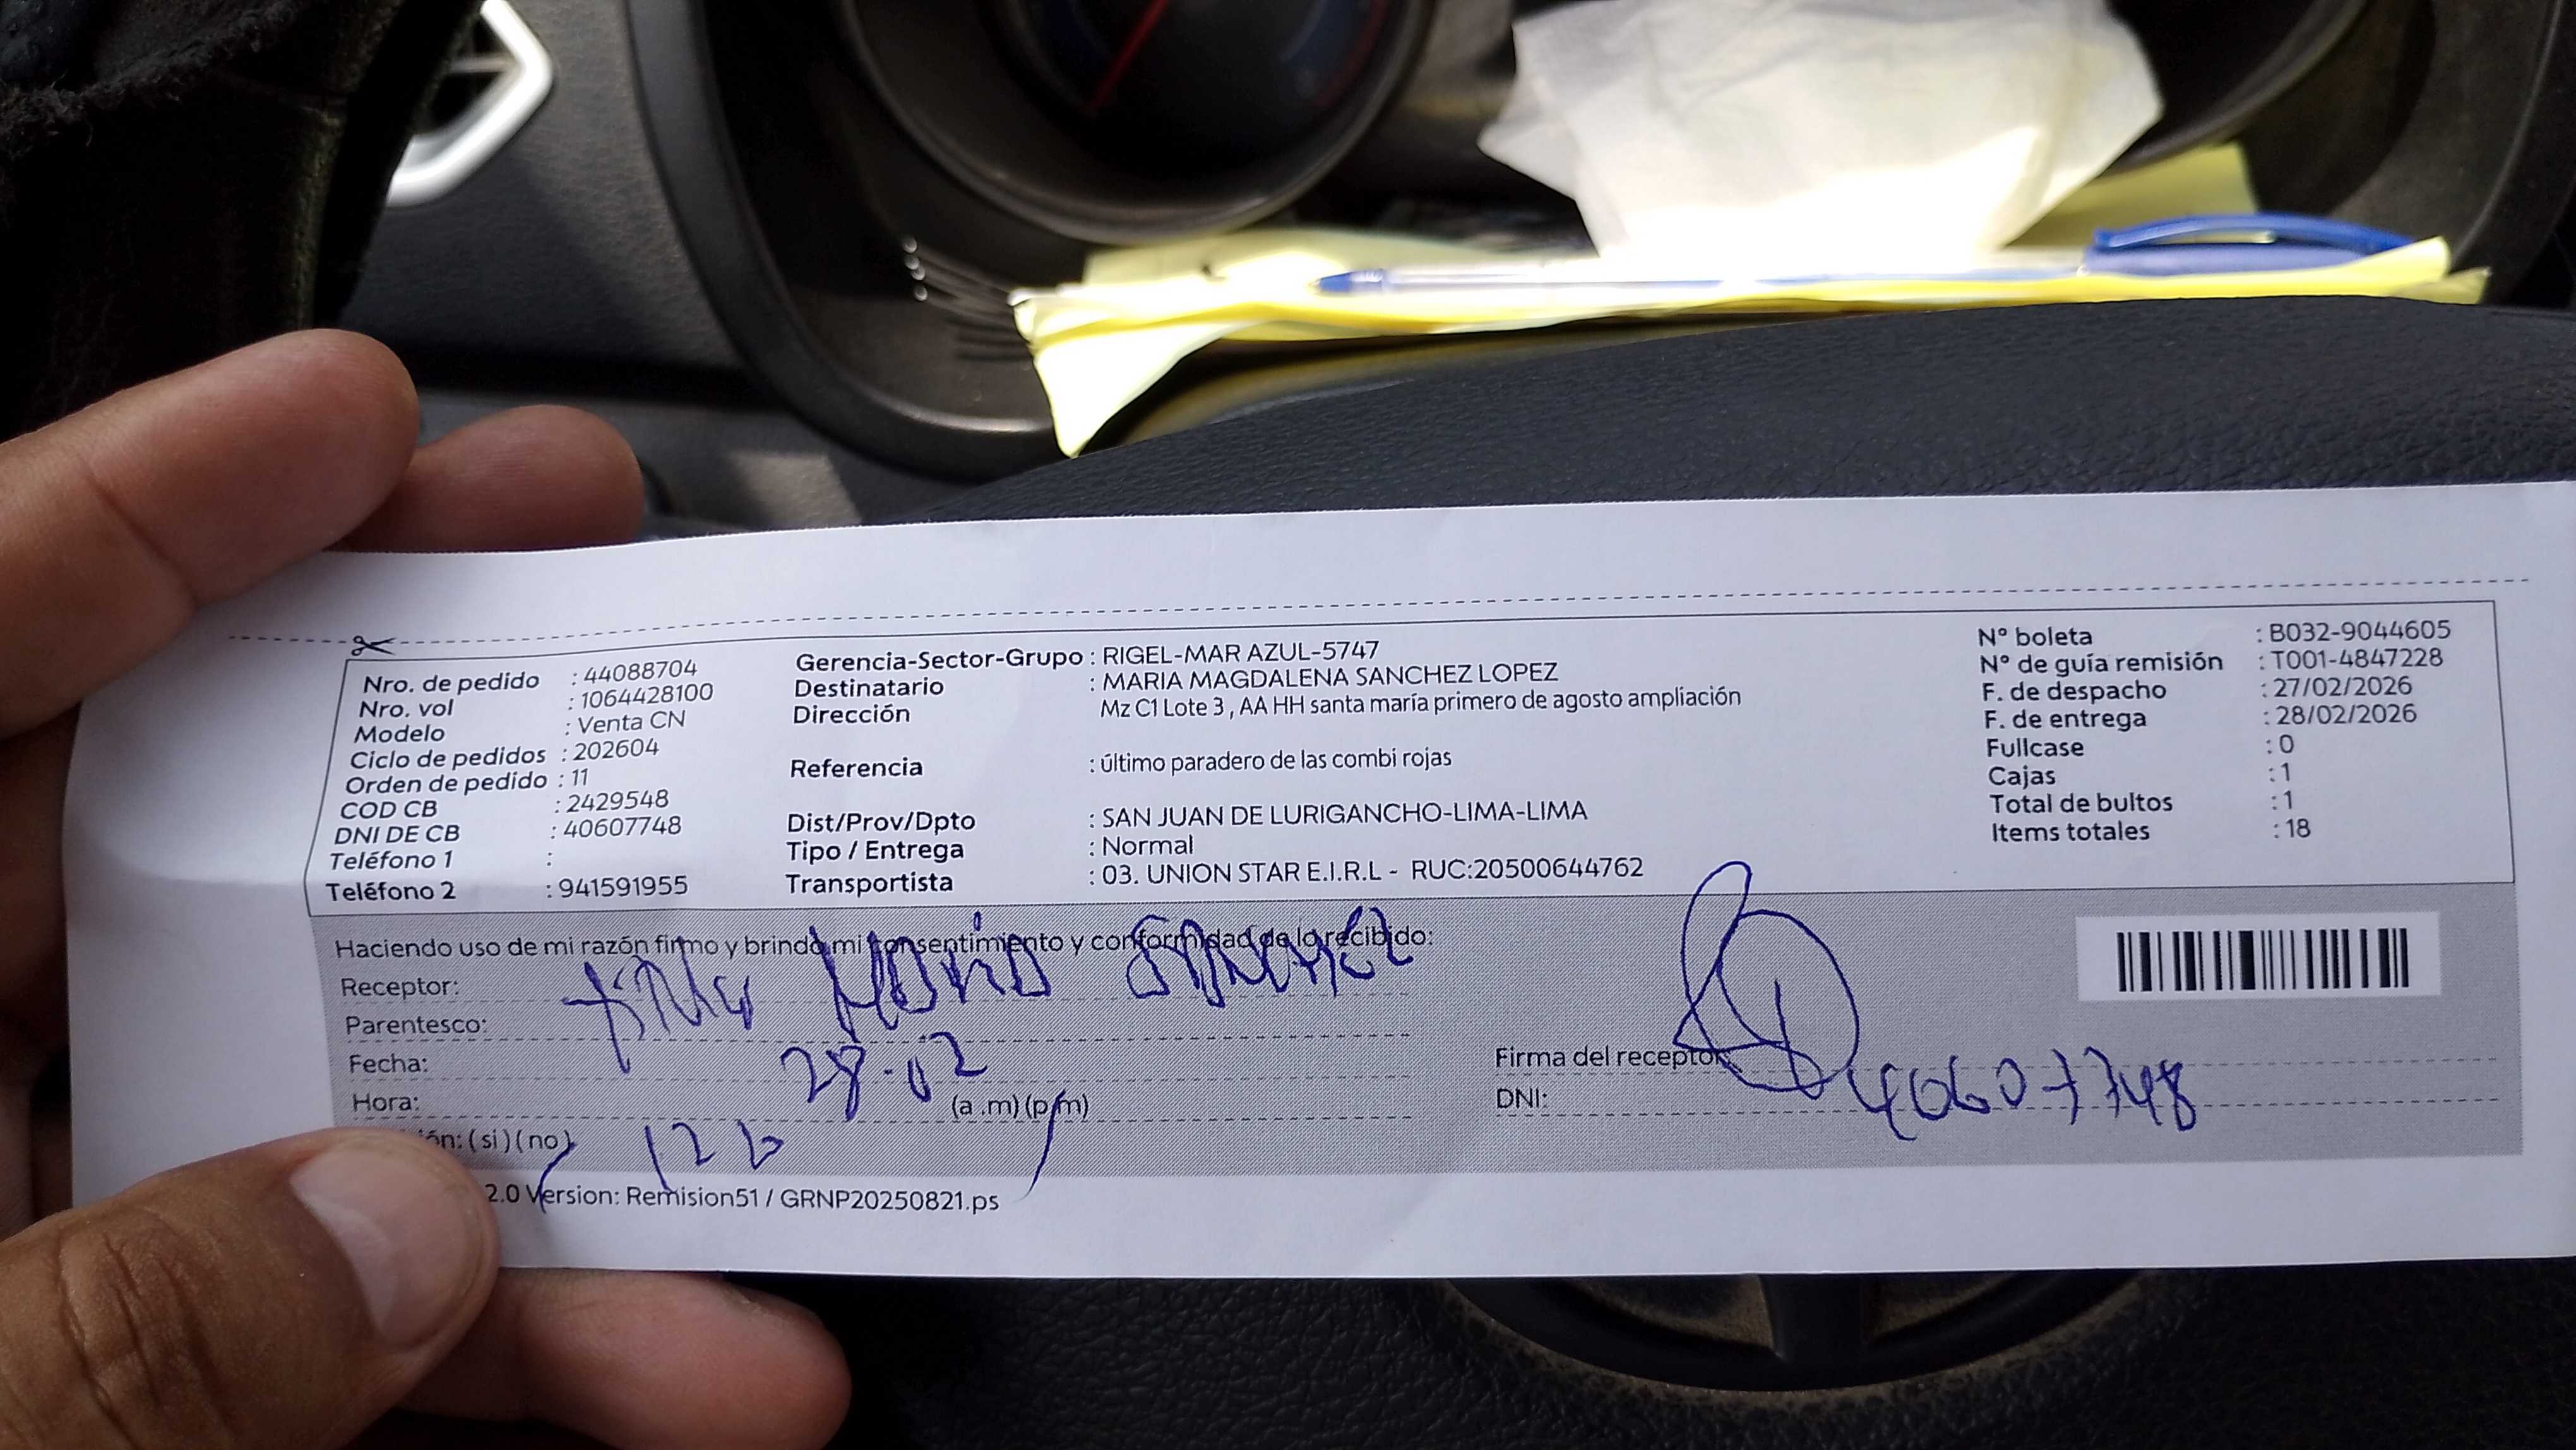 Nro. de pedido : 44088704
Nro. vol : 1064428100
Modelo : Venta CN
Ciclo de pedidos : 202604
Orden de pedido : 11
COD CB : 2429548
DNI DE CB : 40607748
Teléfono 1 :
Teléfono 2 : 941591955
Gerencia-Sector-Grupo : RIGEL-MAR AZUL-5747
Destinatario : MARIA MAGDALENA SANCHEZ LOPEZ
Dirección Mz C1 Lote 3 , AA HH santa maría primero de agosto ampliación
Referencia : último paradero de las combi rojas
Dist/Prov/Dpto : SAN JUAN DE LURIGANCHO-LIMA-LIMA
Tipo / Entrega : Normal
Transportista : 03. UNION STAR E.I.R.L - RUC:20500644762
N° boleta : B032-9044605
N° de guía remisión : T001-4847228
F. de despacho : 27/02/2026
F. de entrega : 28/02/2026
Fullcase : 0
Cajas : 1
Total de bultos : 1
Items totales : 18
Haciendo uso de mi razón firmo y brindo mi consentimiento y conformidad de lo recibido:
Receptor:
Parentesco:
Fecha: 28.02
Hora: (a .m) (p.m)
(si) (no)
Firma del receptor
DNI: 40607748
2.0 Version: Remision51 / GRNP20250821.ps